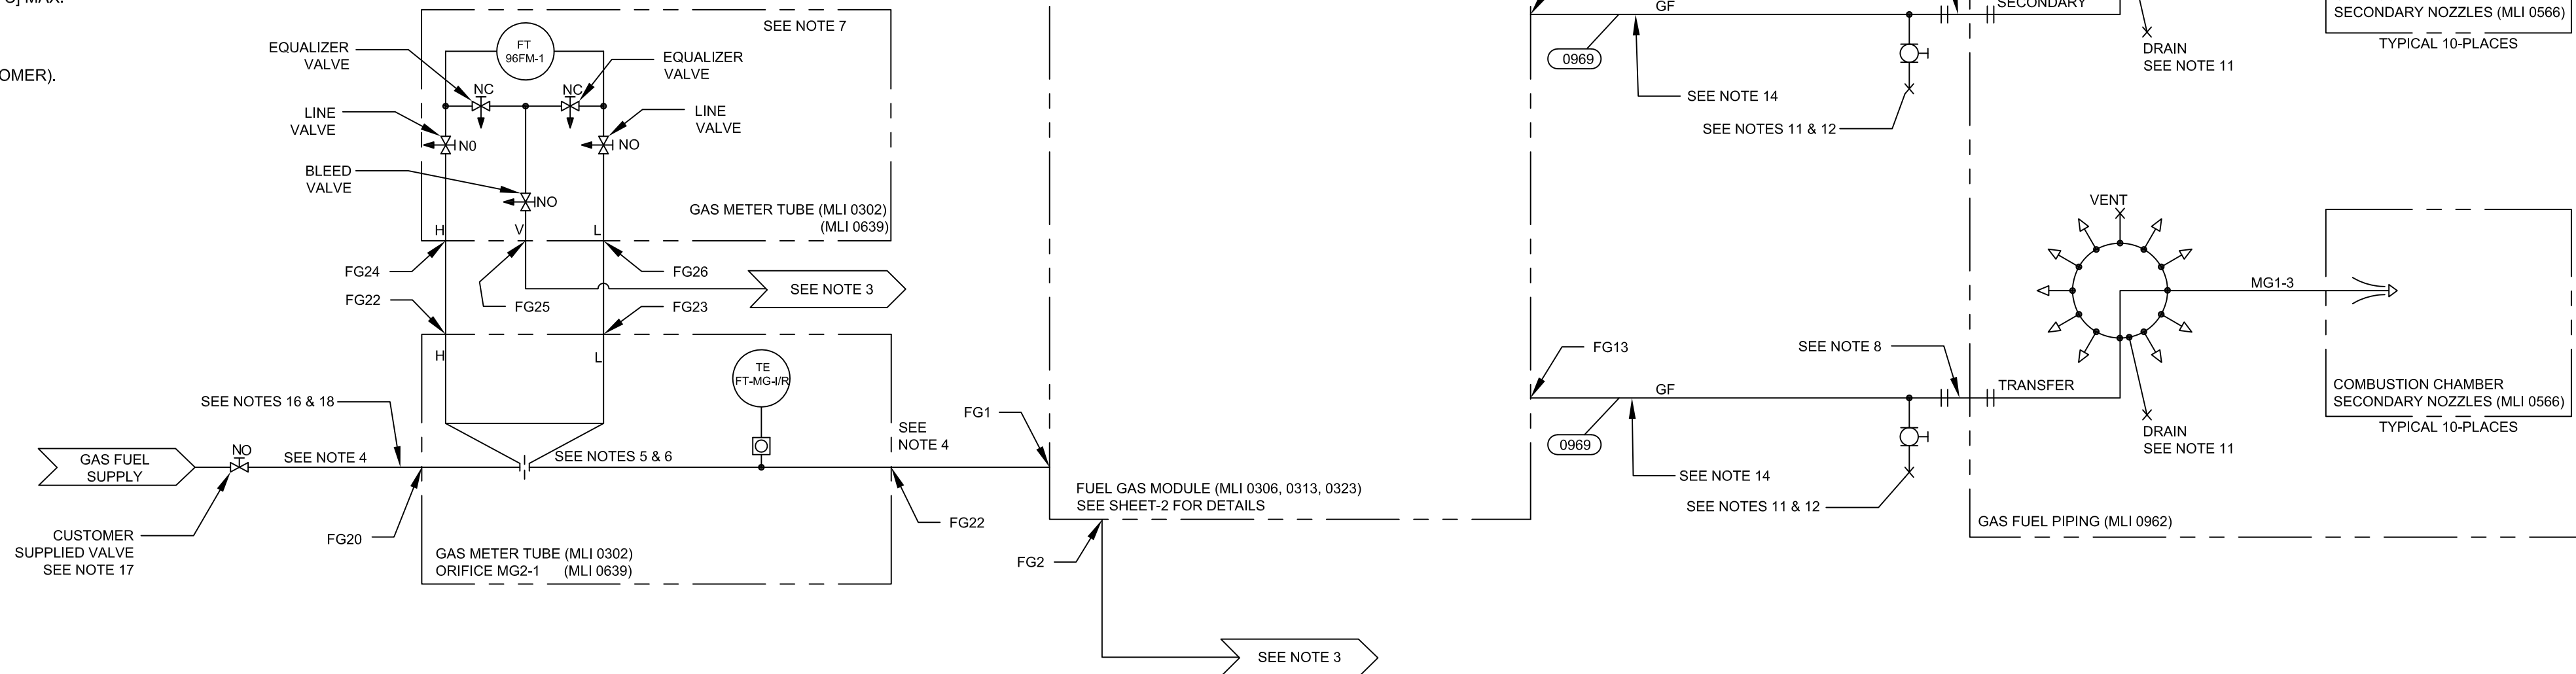 C] MAX.
OMER).
SEE NOTE 7
FT
96FM-1
EQUALIZER
VALVE
EQUALIZER
VALVE
NC
NC
LINE
VALVE
LINE
VALVE
N0
NO
BLEED
VALVE
NO
GAS METER TUBE (MLI 0302)
(MLI 0639)
H
V
L
FG24
FG26
FG22
FG25
FG23
SEE NOTE 3
H
L
TE
FT-MG-I/R
SEE NOTES 16 & 18
SEE
NOTE 4
FG1
GAS FUEL
SUPPLY
NO
SEE NOTE 4
SEE NOTES 5 & 6
CUSTOMER
SUPPLIED VALVE
SEE NOTE 17
FG20
FG22
GAS METER TUBE (MLI 0302)
ORIFICE MG2-1 (MLI 0639)
FUEL GAS MODULE (MLI 0306, 0313, 0323)
SEE SHEET-2 FOR DETAILS
FG2
SEE NOTE 3
GF
SECONDARY
0969
SEE NOTE 14
SEE NOTES 11 & 12
DRAIN
SEE NOTE 11
SECONDARY NOZZLES (MLI 0566)
TYPICAL 10-PLACES
VENT
MG1-3
FG13
SEE NOTE 8
GF
TRANSFER
0969
SEE NOTE 14
SEE NOTES 11 & 12
DRAIN
SEE NOTE 11
COMBUSTION CHAMBER
SECONDARY NOZZLES (MLI 0566)
TYPICAL 10-PLACES
GAS FUEL PIPING (MLI 0962)